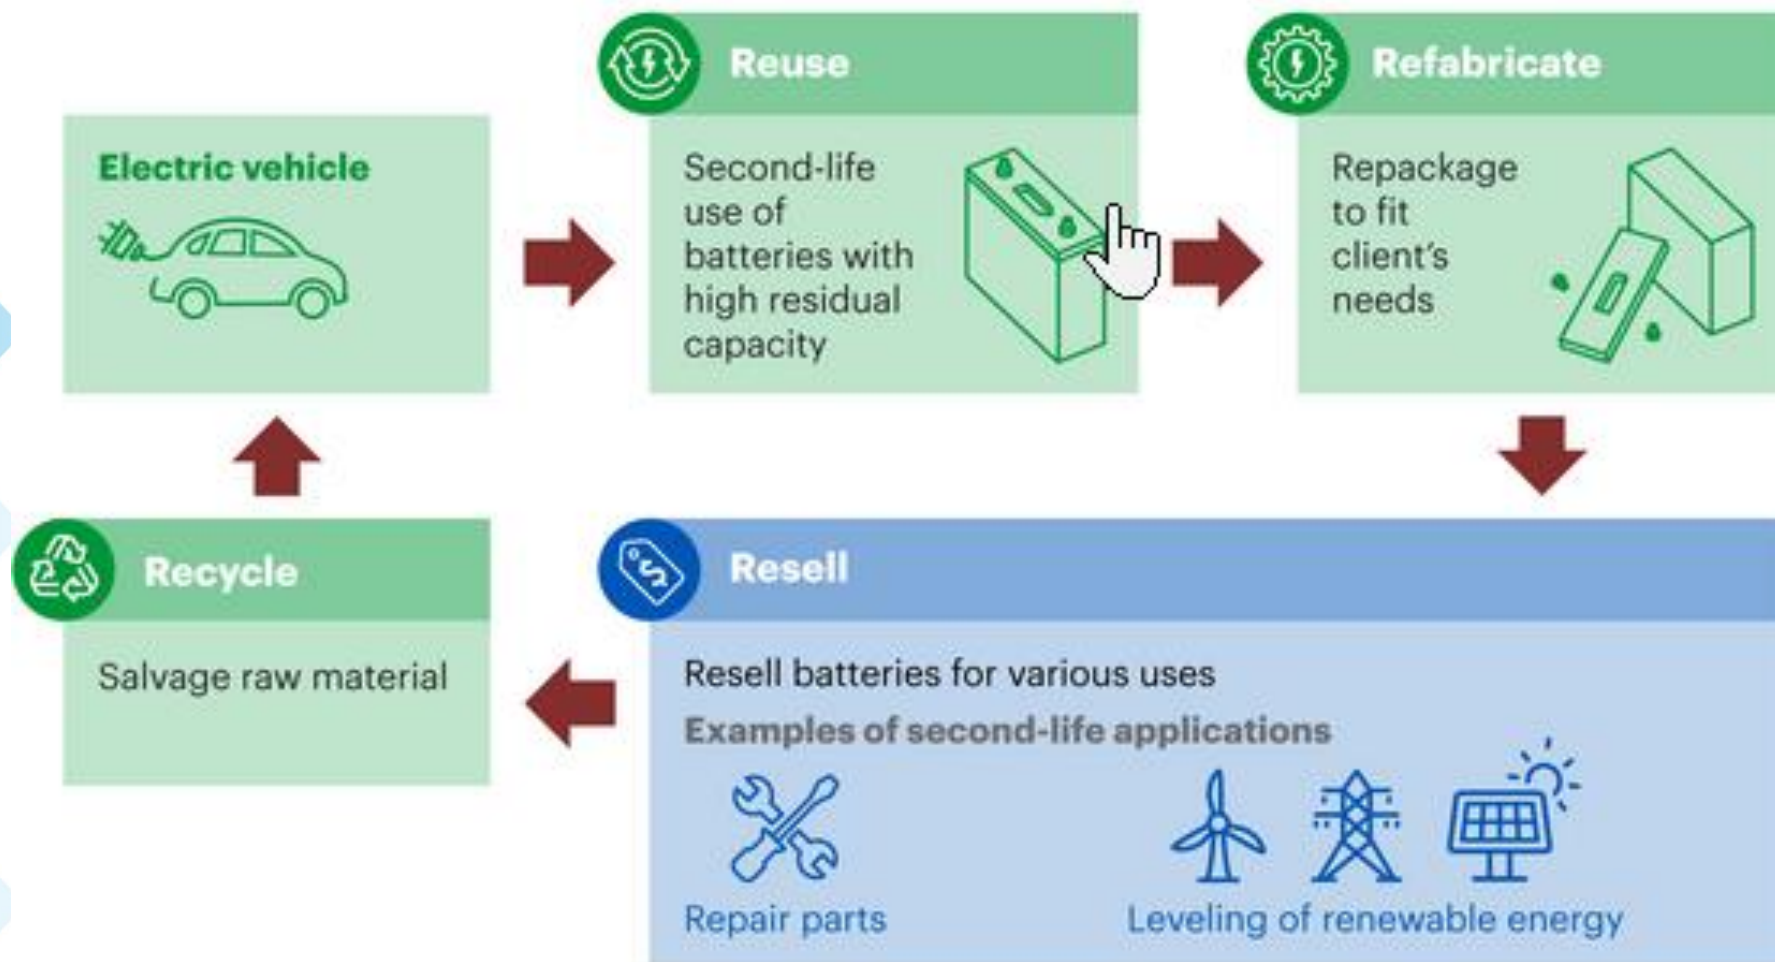 Electric vehicle
Reuse
Second-life
use of
batteries with
high residual
capacity
Refabricate
Repackage
to fit
client's
needs
Resell
Resell batteries for various uses
Examples of second-life applications
Repair parts
Leveling of renewable energy
Recycle
Salvage raw material